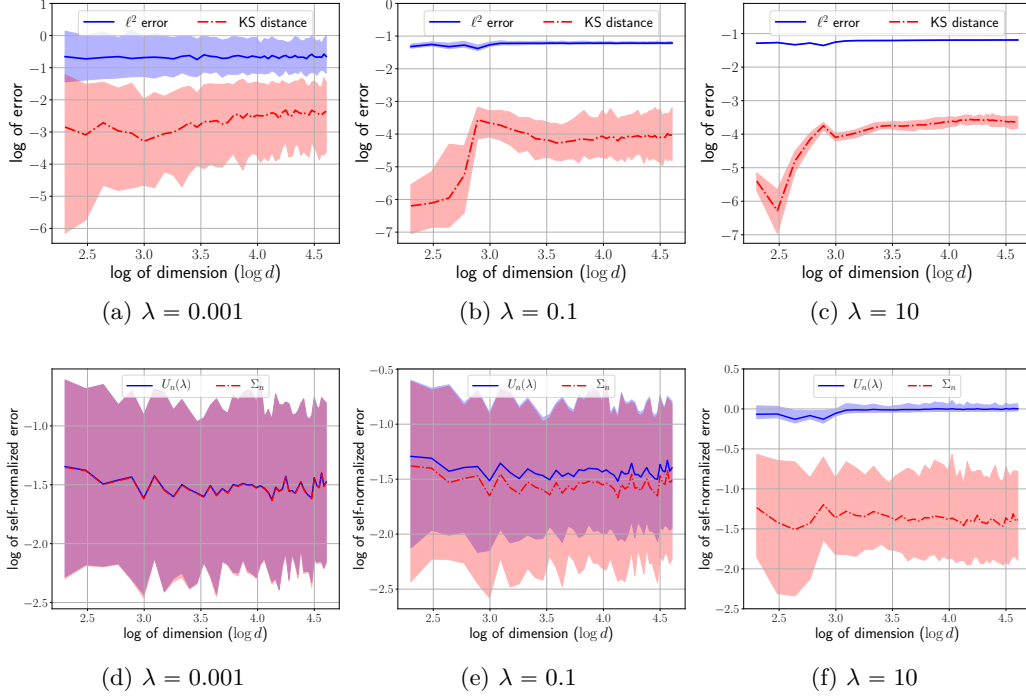 ℓ² error KS distance
1
0
−1
−2
−3
−4
−5
−6
log of error
2.5 3.0 3.5 4.0 4.5
log of dimension (log d)
(a) λ = 0.001
ℓ² error KS distance
0
−1
−2
−3
−4
−5
−6
−7
log of error
2.5 3.0 3.5 4.0 4.5
log of dimension (log d)
(b) λ = 0.1
ℓ² error KS distance
−1
−2
−3
−4
−5
−6
−7
log of error
2.5 3.0 3.5 4.0 4.5
log of dimension (log d)
(c) λ = 10
Uₙ(λ) Σₙ
−1.0
−1.5
−2.0
−2.5
log of self-normalized error
2.5 3.0 3.5 4.0 4.5
log of dimension (log d)
(d) λ = 0.001
Uₙ(λ) Σₙ
−0.5
−1.0
−1.5
−2.0
−2.5
log of self-normalized error
2.5 3.0 3.5 4.0 4.5
log of dimension (log d)
(e) λ = 0.1
Uₙ(λ) Σₙ
0.5
0.0
−0.5
−1.0
−1.5
−2.0
−2.5
log of self-normalized error
2.5 3.0 3.5 4.0 4.5
log of dimension (log d)
(f) λ = 10